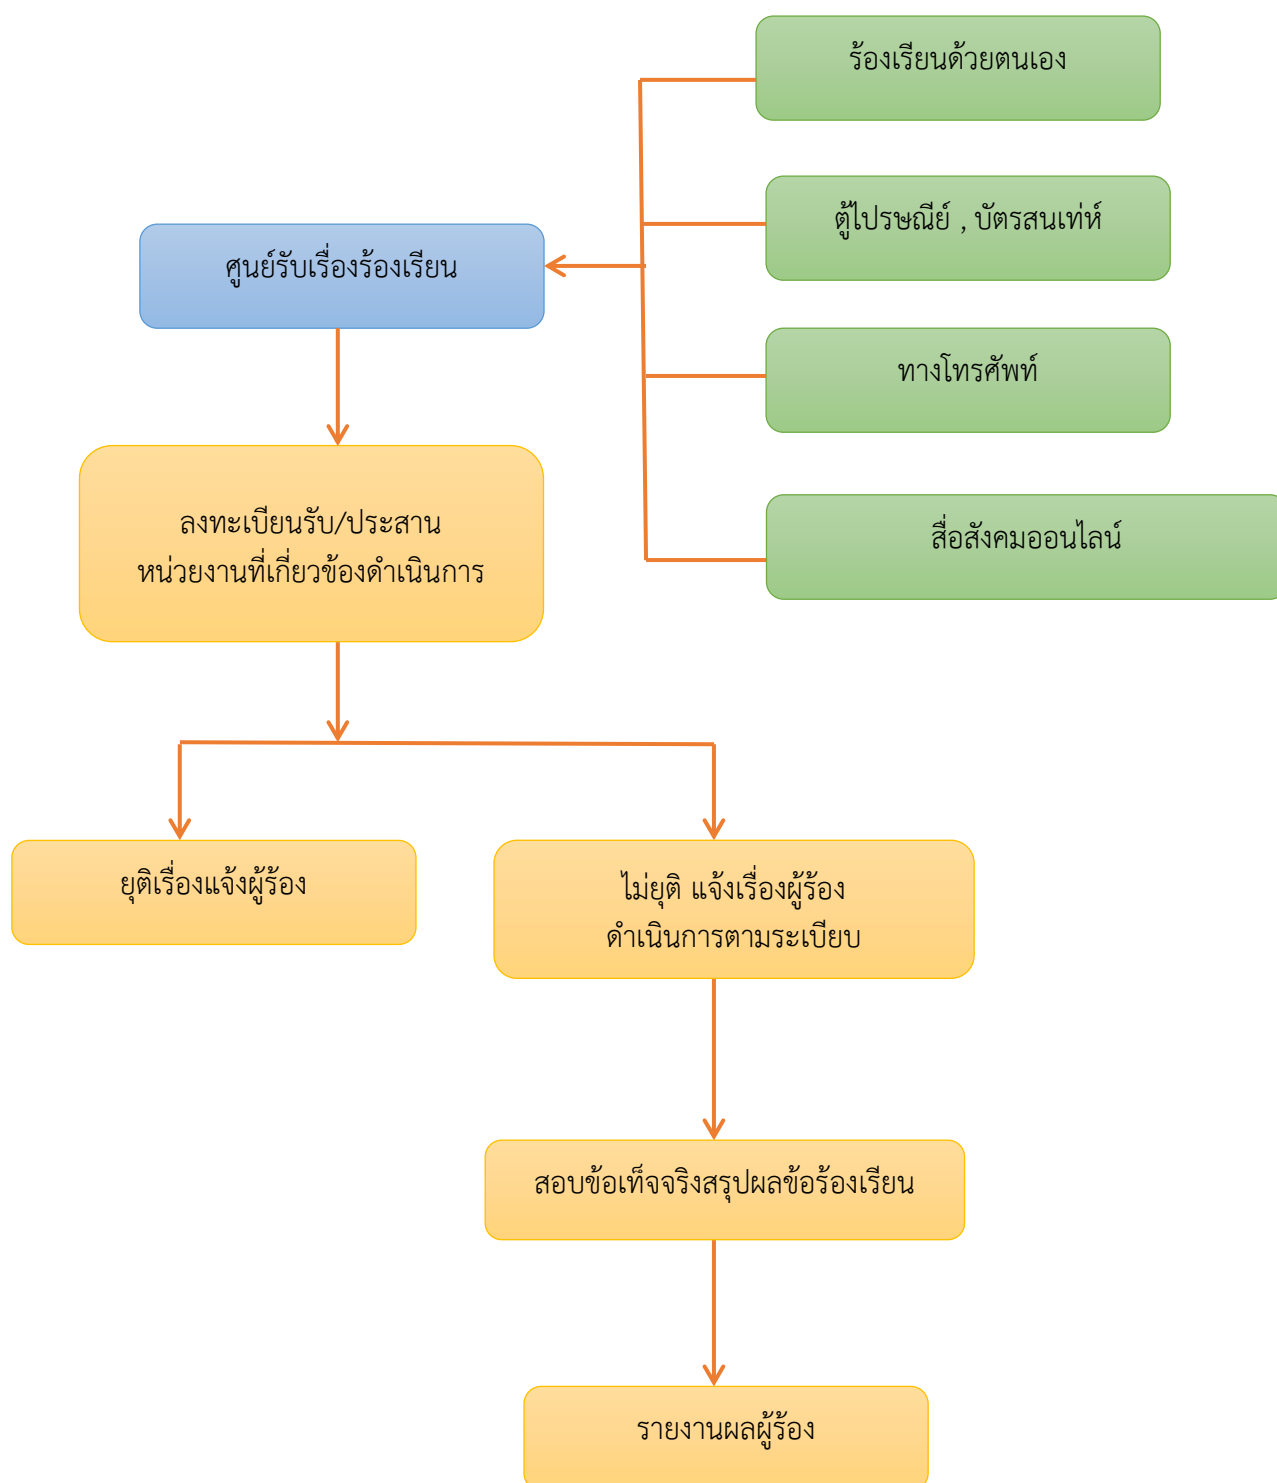 ร้องเรียนด้วยตนเอง
ตู้ไปรษณีย์ , บัตรสนเท่ห์
ศูนย์รับเรื่องร้องเรียน
ทางโทรศัพท์
ลงทะเบียนรับ/ประสาน
หน่วยงานที่เกี่ยวข้องดำเนินการ
สื่อสังคมออนไลน์
ยุติเรื่องแจ้งผู้ร้อง
ไม่ยุติ แจ้งเรื่องผู้ร้อง
ดำเนินการตามระเบียบ
สอบข้อเท็จจริงสรุปผลข้อร้องเรียน
รายงานผลผู้ร้อง